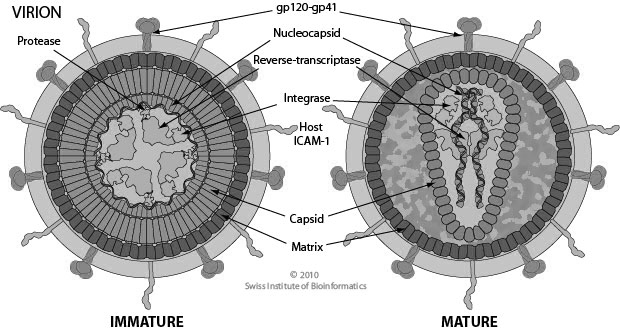 VIRION
gp120-gp41
Protease
Nucleocapsid
Reverse-transcriptase
Integrase
Host
ICAM-1
Capsid
Matrix
© 2010
Swiss Institute of Bioinformatics
IMMATURE
MATURE